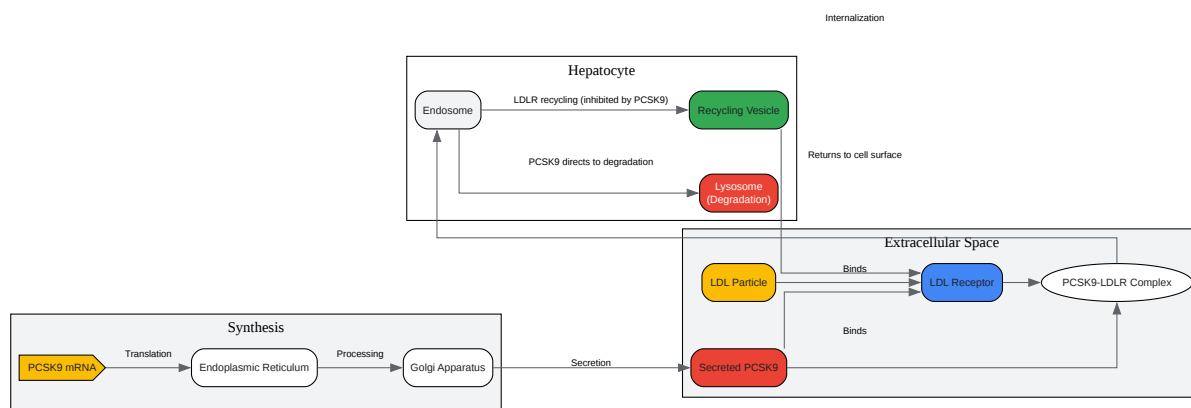 Internalization
Hepatocyte
Endosome
LDLR recycling (inhibited by PCSK9)
Recycling Vesicle
PCSK9 directs to degradation
Returns to cell surface
Lysosome
(Degradation)
Extracellular Space
LDL Particle
Binds
LDL Receptor
PCSK9-LDLR Complex
Binds
Synthesis
PCSK9 mRNA
Translation
Endoplasmic Reticulum
Processing
Golgi Apparatus
Secretion
Secreted PCSK9